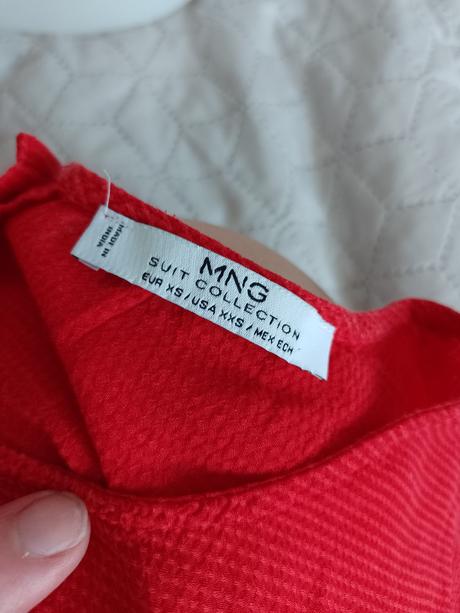 MNG
SUIT COLLECTION
EUR XS / USA XXS / MEX ECH
MADE IN
INDIA